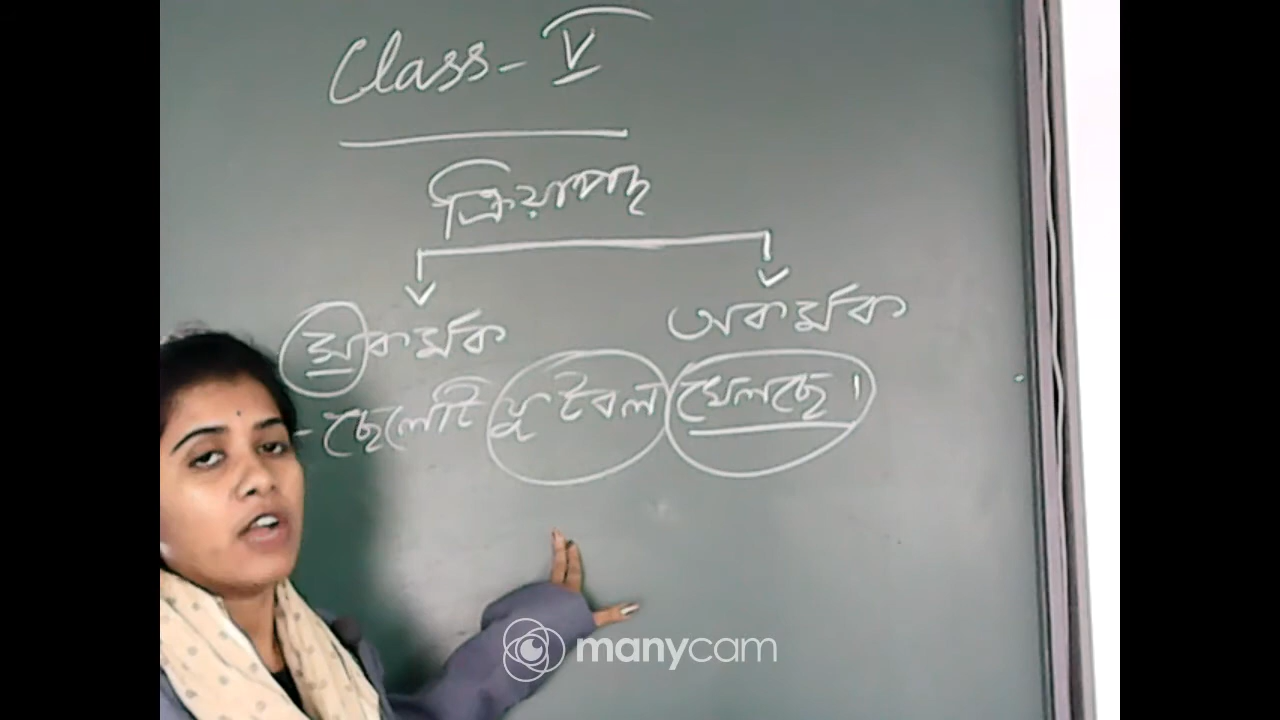 Class - V
ক্রিয়াপদ
সকর্মক অকর্মক
- ছেলেটি ফুটবল খেলছে।
manycam